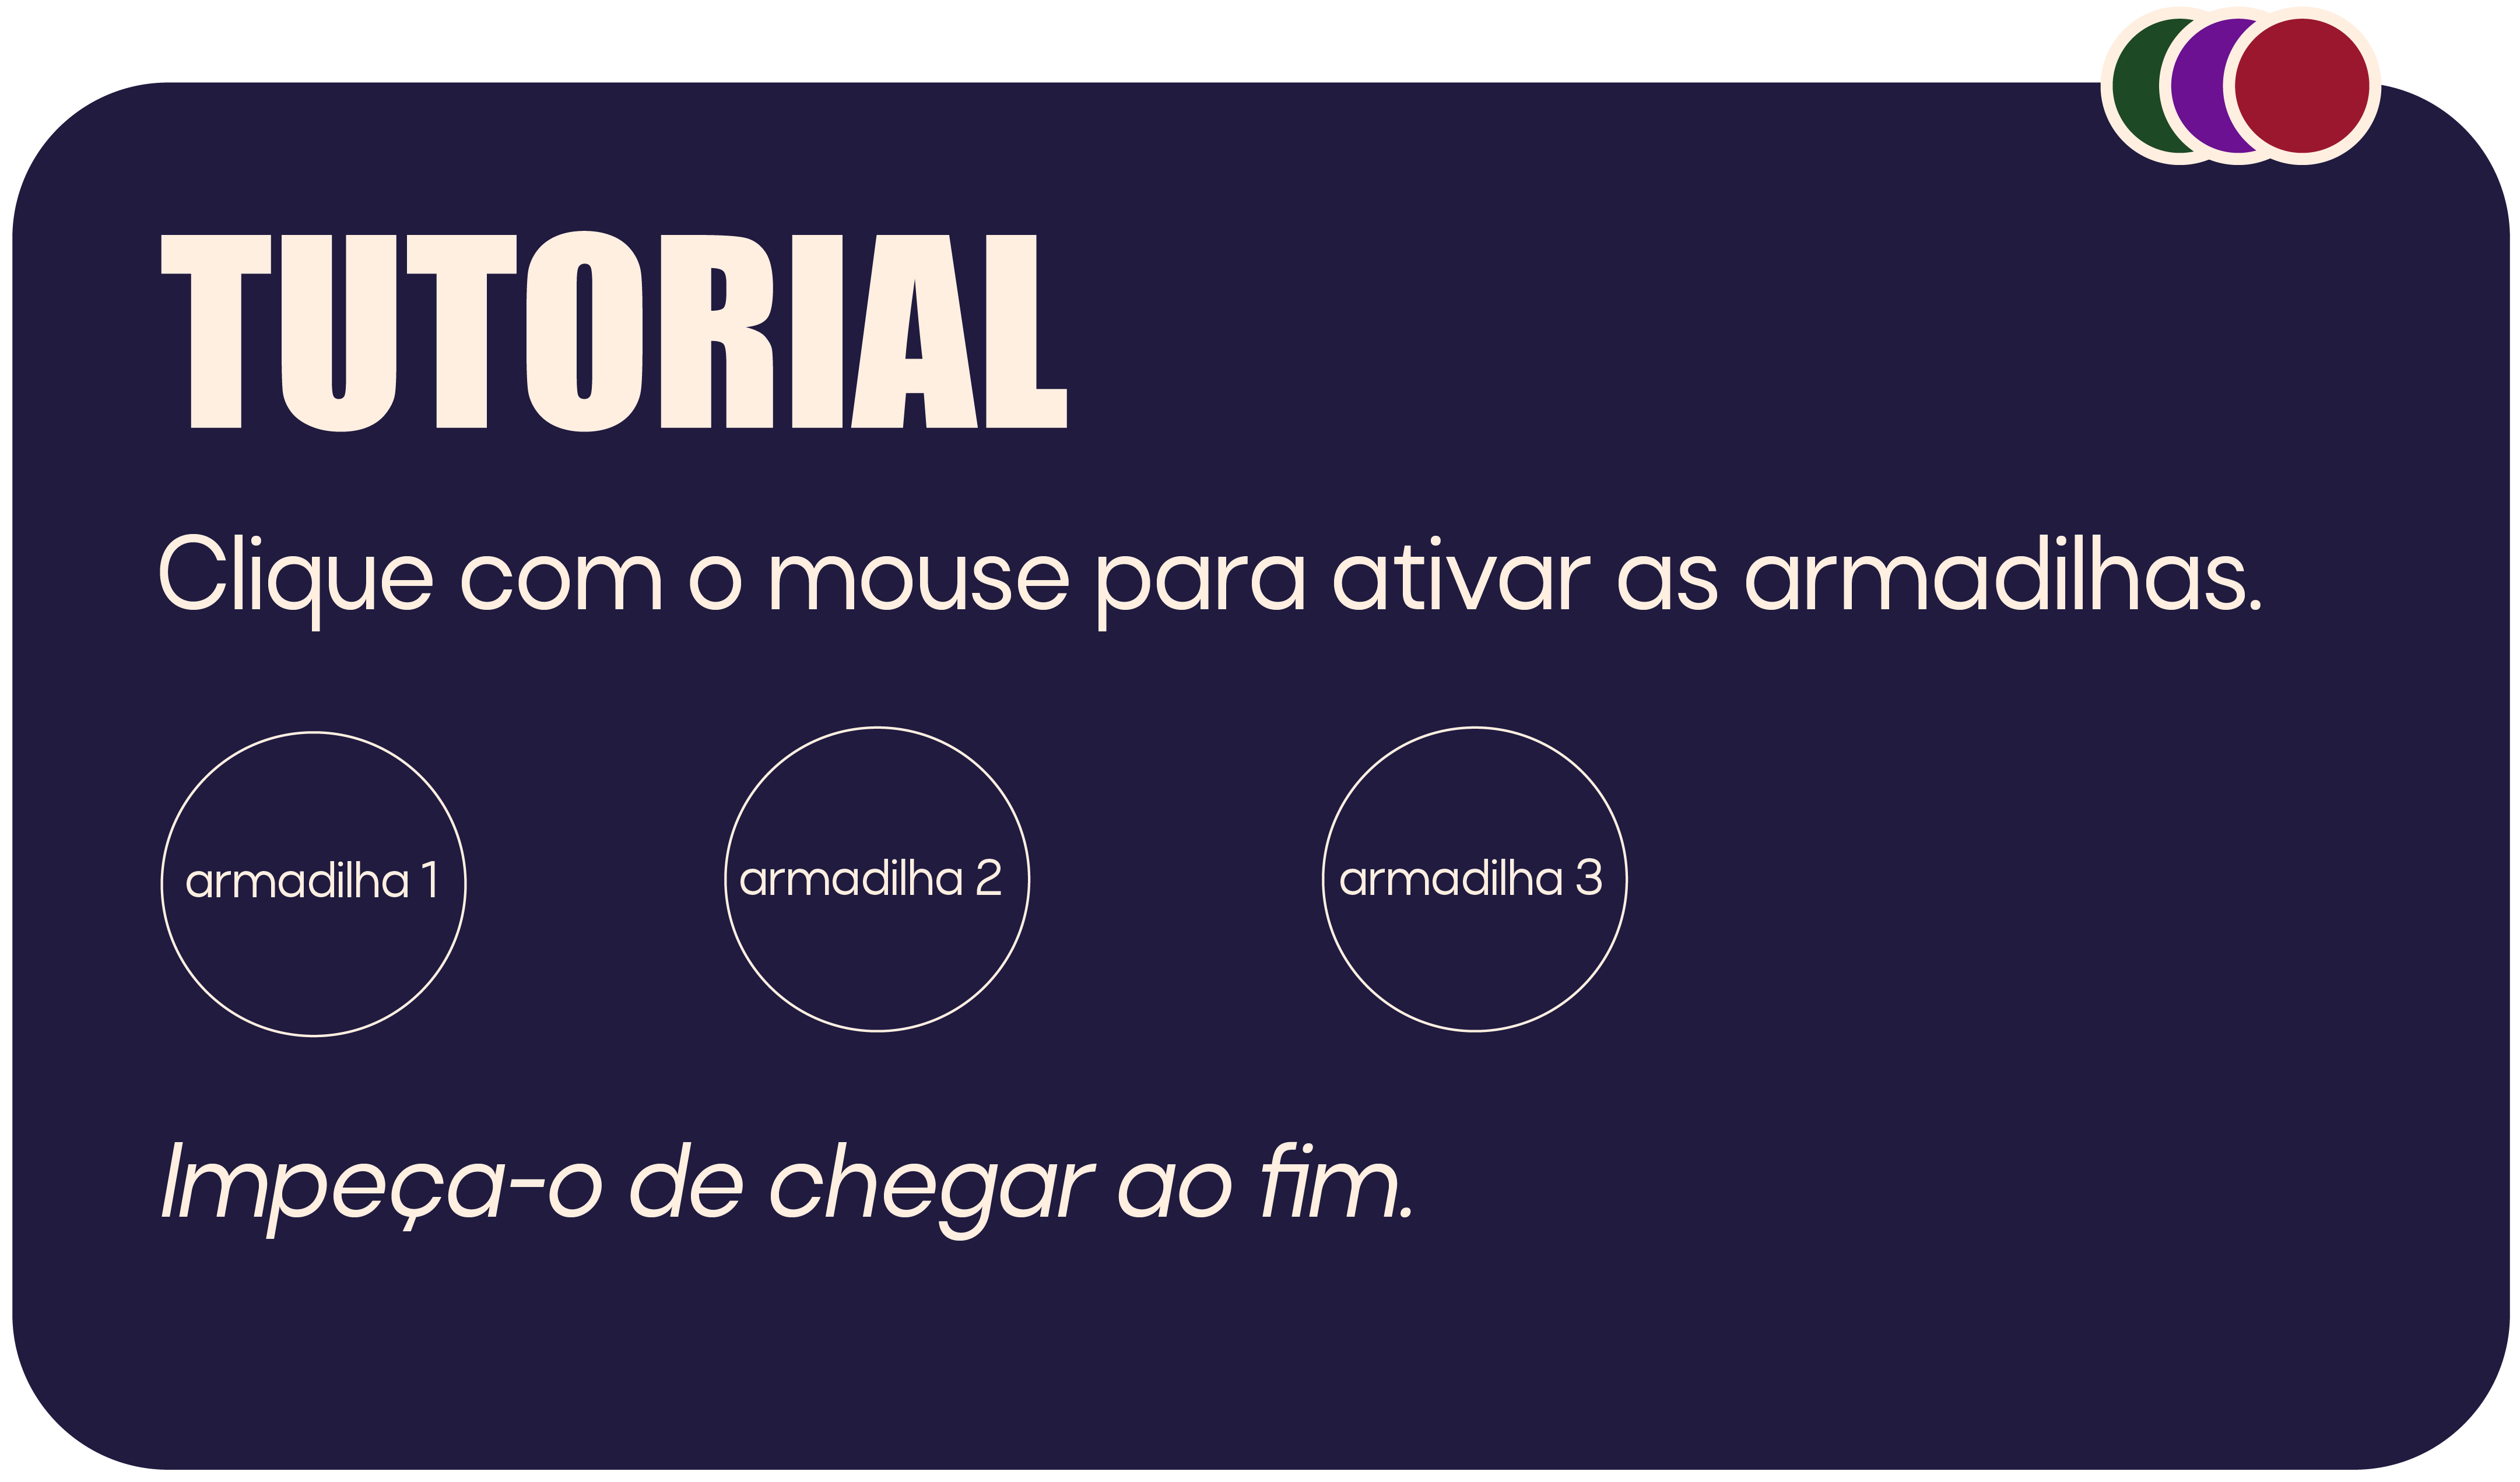 TUTORIAL
Clique com o mouse para ativar as armadilhas.
armadilha 1
armadilha 2
armadilha 3
Impeça-o de chegar ao fim.